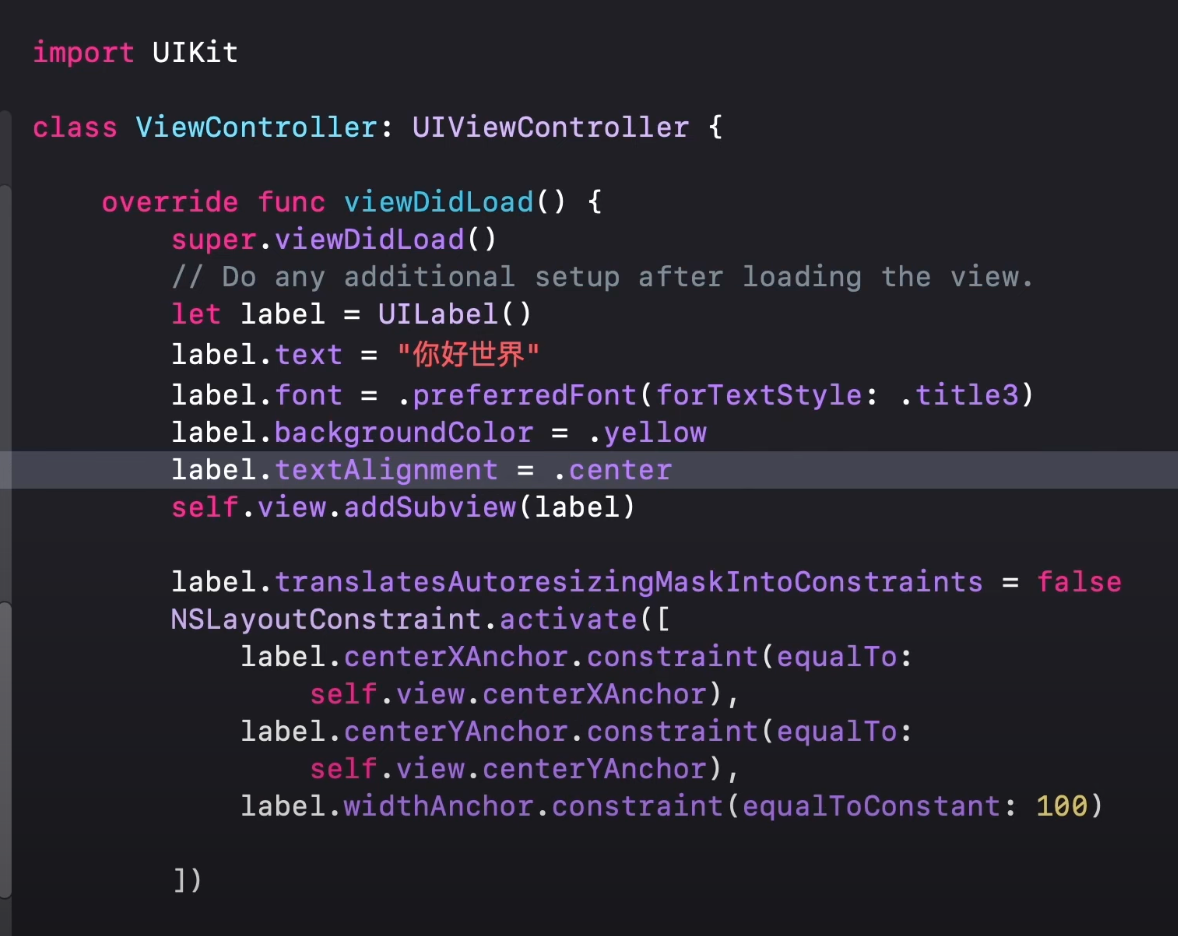 import UIKit
class ViewController: UIViewController {
override func viewDidLoad() {
super.viewDidLoad()
// Do any additional setup after loading the view.
let label = UILabel()
label.text = "你好世界"
label.font = .preferredFont(forTextStyle: .title3)
label.backgroundColor = .yellow
label.textAlignment = .center
self.view.addSubview(label)
label.translatesAutoresizingMaskIntoConstraints = false
NSLayoutConstraint.activate([
label.centerXAnchor.constraint(equalTo:
self.view.centerXAnchor),
label.centerYAnchor.constraint(equalTo:
self.view.centerYAnchor),
label.widthAnchor.constraint(equalToConstant: 100)
])